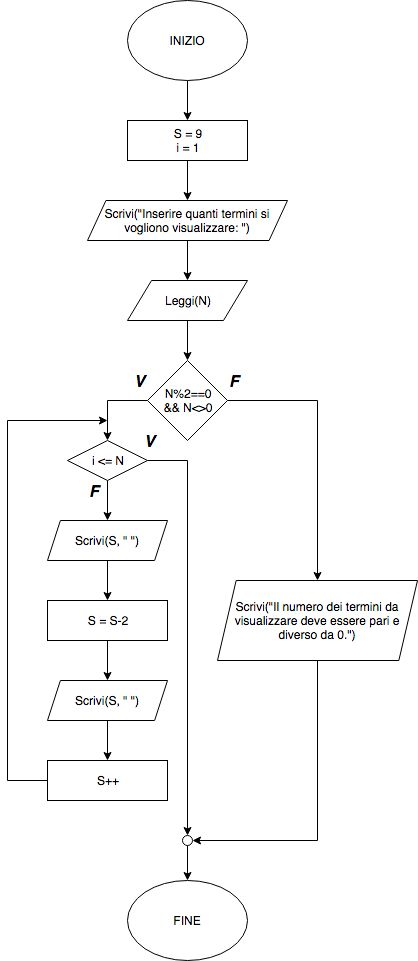 INIZIO
S = 9
i = 1
Scrivi("Inserire quanti termini si
vogliono visualizzare: ")
Leggi(N)
V
F
N%2==0
&& N<>0
V
i <= N
F
Scrivi(S, " ")
S = S-2
Scrivi("Il numero dei termini da
visualizzare deve essere pari e
diverso da 0.")
Scrivi(S, " ")
S++
FINE